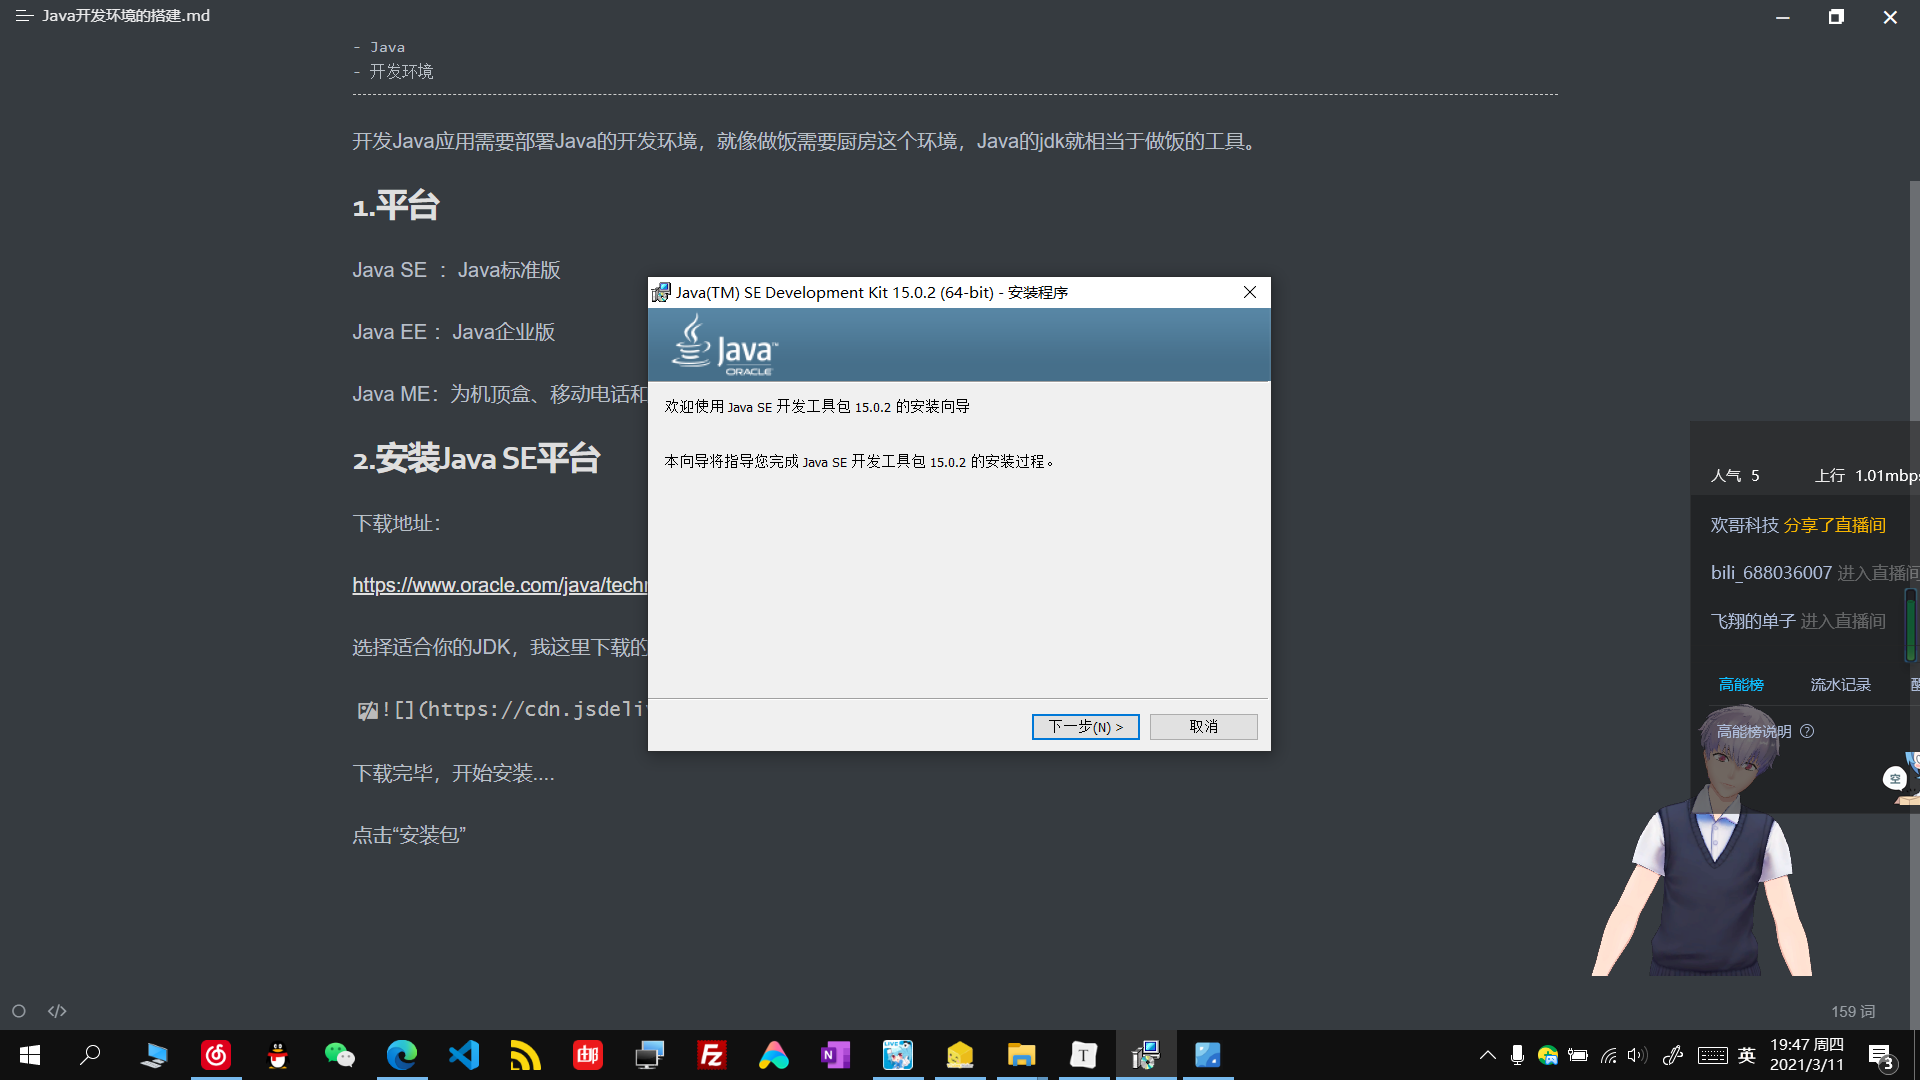 Java开发环境的搭建.md
- Java
- 开发环境
开发Java应用需要部署Java的开发环境，就像做饭需要厨房这个环境，Java的jdk就相当于做饭的工具。
1.平台
Java SE ：Java标准版
Java EE：Java企业版
Java ME：为机顶盒、移动电话和
2.安装Java SE平台
下载地址：
https://www.oracle.com/java/techn
选择适合你的JDK，我这里下载的
![](https://cdn.jsdeliv
下载完毕，开始安装....
点击“安装包”
Java(TM) SE Development Kit 15.0.2 (64-bit) - 安装程序
Java™
ORACLE
欢迎使用 Java SE 开发工具包 15.0.2 的安装向导
本向导将指导您完成 Java SE 开发工具包 15.0.2 的安装过程。
下一步(N) >
取消
人气 5 上行 1.01mbps
欢哥科技 分享了直播间
bili_688036007 进入直播间
飞翔的单子 进入直播间
高能榜 流水记录
高能榜说明
空
159 词
英
19:47 周四
2021/3/11
3